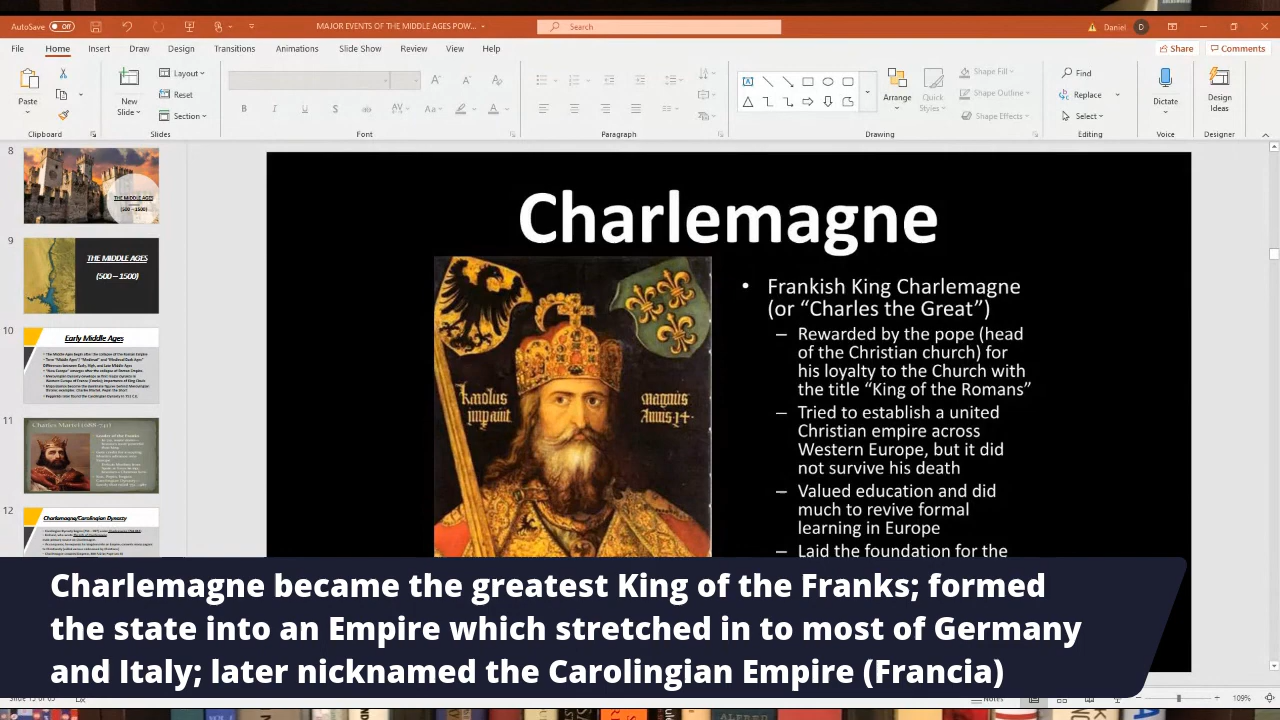 AutoSave Off
MAJOR EVENTS OF THE MIDDLE AGES POW...
Search
Daniel D
File Home Insert Draw Design Transitions Animations Slide Show Review View Help
Share Comments
Paste
Clipboard
New
Slide
Layout
Reset
Section
Slides
Font
Paragraph
Arrange
Quick
Styles
Shape Fill
Shape Outline
Shape Effects
Drawing
Find
Replace
Select
Editing
Dictate
Voice
Design
Ideas
Designer
8
THE MIDDLE AGES
(500 – 1500)
9
THE MIDDLE AGES
(500 – 1500)
10
Early Middle Ages
11
Charles Martel
12
Charlemagne/Carolingian Dynasty
Charlemagne
• Frankish King Charlemagne
(or “Charles the Great”)
– Rewarded by the pope (head
of the Christian church) for
his loyalty to the Church with
the title “King of the Romans”
– Tried to establish a united
Christian empire across
Western Europe, but it did
not survive his death
– Valued education and did
much to revive formal
learning in Europe
– Laid the foundation for the
Charlemagne became the greatest King of the Franks; formed
the state into an Empire which stretched in to most of Germany
and Italy; later nicknamed the Carolingian Empire (Francia)
Notes
109%